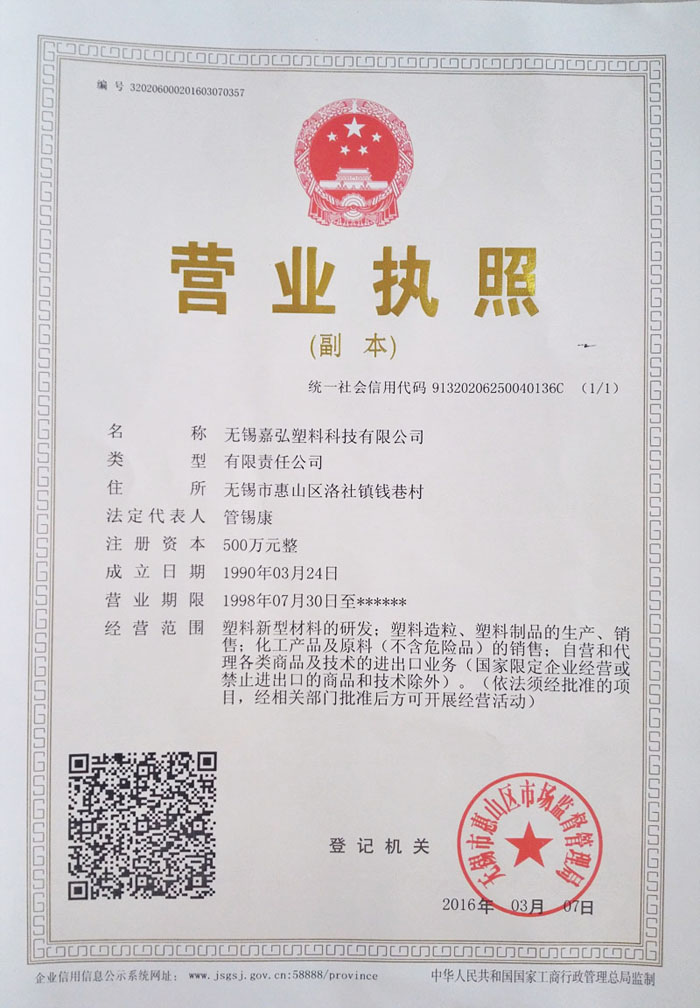 编 号 320206000201603070357
营业执照
(副 本)
统一社会信用代码 91320206250040136C （1/1）
名 称 无锡嘉弘塑料科技有限公司
类 型 有限责任公司
住 所 无锡市惠山区洛社镇钱巷村
法定代表人 管锡康
注册资本 500万元整
成立日期 1990年03月24日
营业期限 1998年07月30日至******
经营范围 塑料新型材料的研发；塑料造粒、塑料制品的生产、销
售；化工产品及原料（不含危险品）的销售；自营和代
理各类商品及技术的进出口业务（国家限定企业经营或
禁止进出口的商品和技术除外）。（依法须经批准的项
目，经相关部门批准后方可开展经营活动）
无锡市惠山区市场监督管理局
登记机关
2016年 03月 07日
企业信用信息公示系统网址： www.jsgsj.gov.cn:58888/province
中华人民共和国国家工商行政管理总局监制